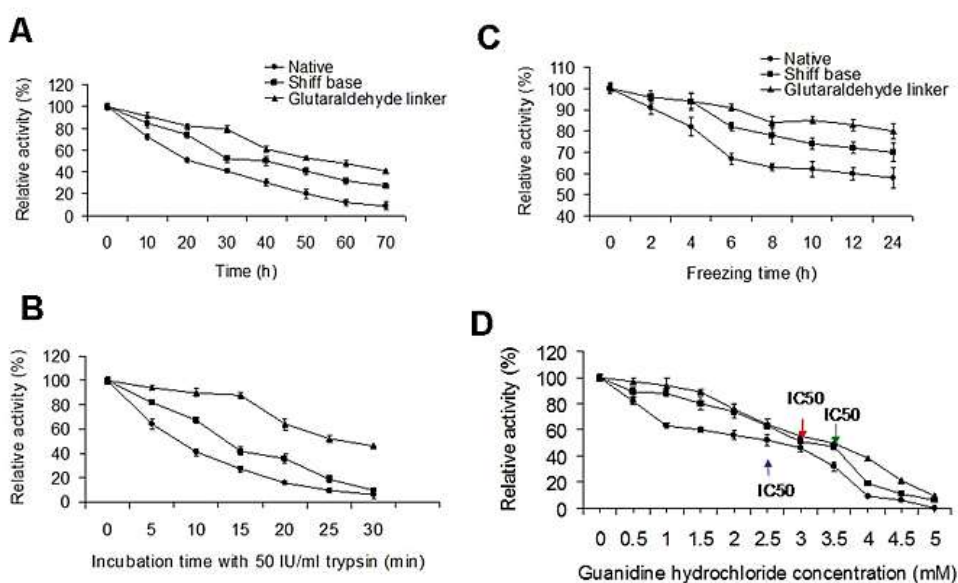 A
Native
Shiff base
Glutaraldehyde linker
Relative activity (%)
120
100
80
60
40
20
0
0 10 20 30 40 50 60 70
Time (h)
B
Relative activity (%)
120
100
80
60
40
20
0
0 5 10 15 20 25 30
Incubation time with 50 IU/ml trypsin (min)
C
Native
Shiff base
Glutaraldehyde linker
Relative activity (%)
110
100
90
80
70
60
50
40
0 2 4 6 8 10 12 24
Freezing time (h)
D
Relative activity (%)
120
100
80
60
40
20
0
IC50
IC50
IC50
0 0.5 1 1.5 2 2.5 3 3.5 4 4.5 5
Guanidine hydrochloride concentration (mM)